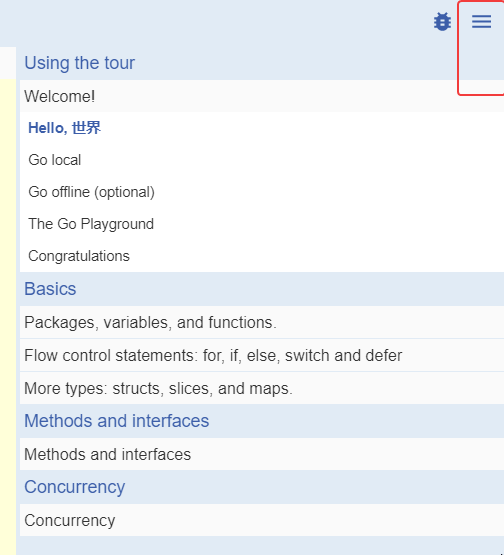 Using the tour
Welcome!
Hello, 世界
Go local
Go offline (optional)
The Go Playground
Congratulations
Basics
Packages, variables, and functions.
Flow control statements: for, if, else, switch and defer
More types: structs, slices, and maps.
Methods and interfaces
Methods and interfaces
Concurrency
Concurrency